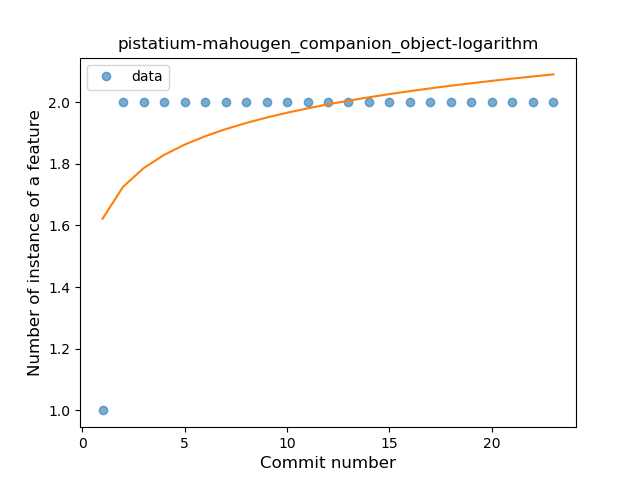 pistatium-mahougen_companion_object-logarithm
data
Number of instance of a feature
2.0
1.8
1.6
1.4
1.2
1.0
0 5 10 15 20
Commit number